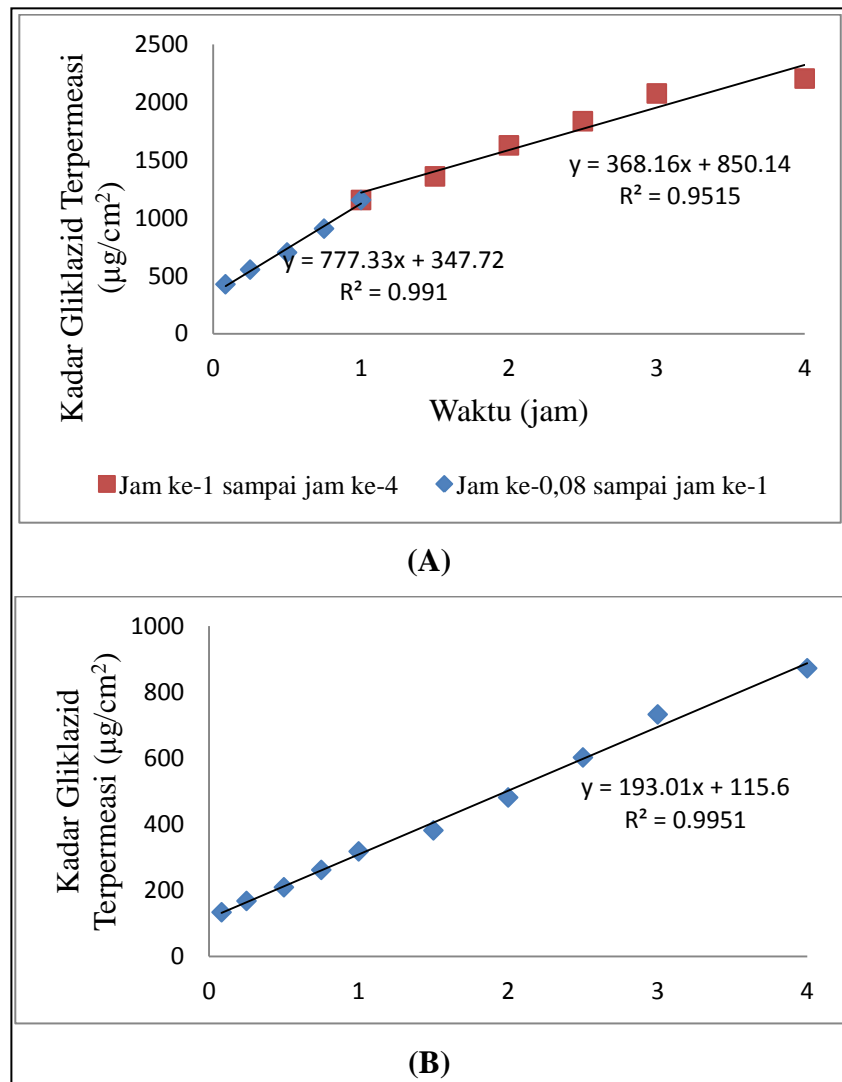 2500
2000
1500
1000
500
0
Kadar Gliklazid Terpermeasi
(µg/cm²)
y = 368.16x + 850.14
R² = 0.9515
y = 777.33x + 347.72
R² = 0.991
0 1 2 3 4
Waktu (jam)
Jam ke-1 sampai jam ke-4 Jam ke-0,08 sampai jam ke-1
(A)
1000
800
600
400
200
0
Kadar Gliklazid
Terpermeasi (µg/cm²)
y = 193.01x + 115.6
R² = 0.9951
0 1 2 3 4
(B)